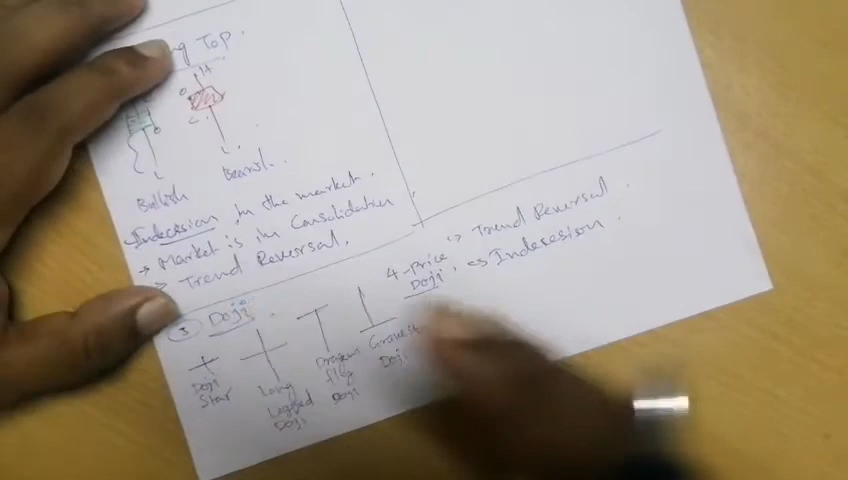 Top.
H
O
C
L
O
L
Bullish
Bearish.
Indecision in the market.
→ Market is in Consolidation
→ Trend Reversal.
3 Doji
Doji
Star
Long
Legged
Doji
Dragon
fly
Doji
Doji
4-Price
Doji
=> Trend Reversal.
=> Indecesion.